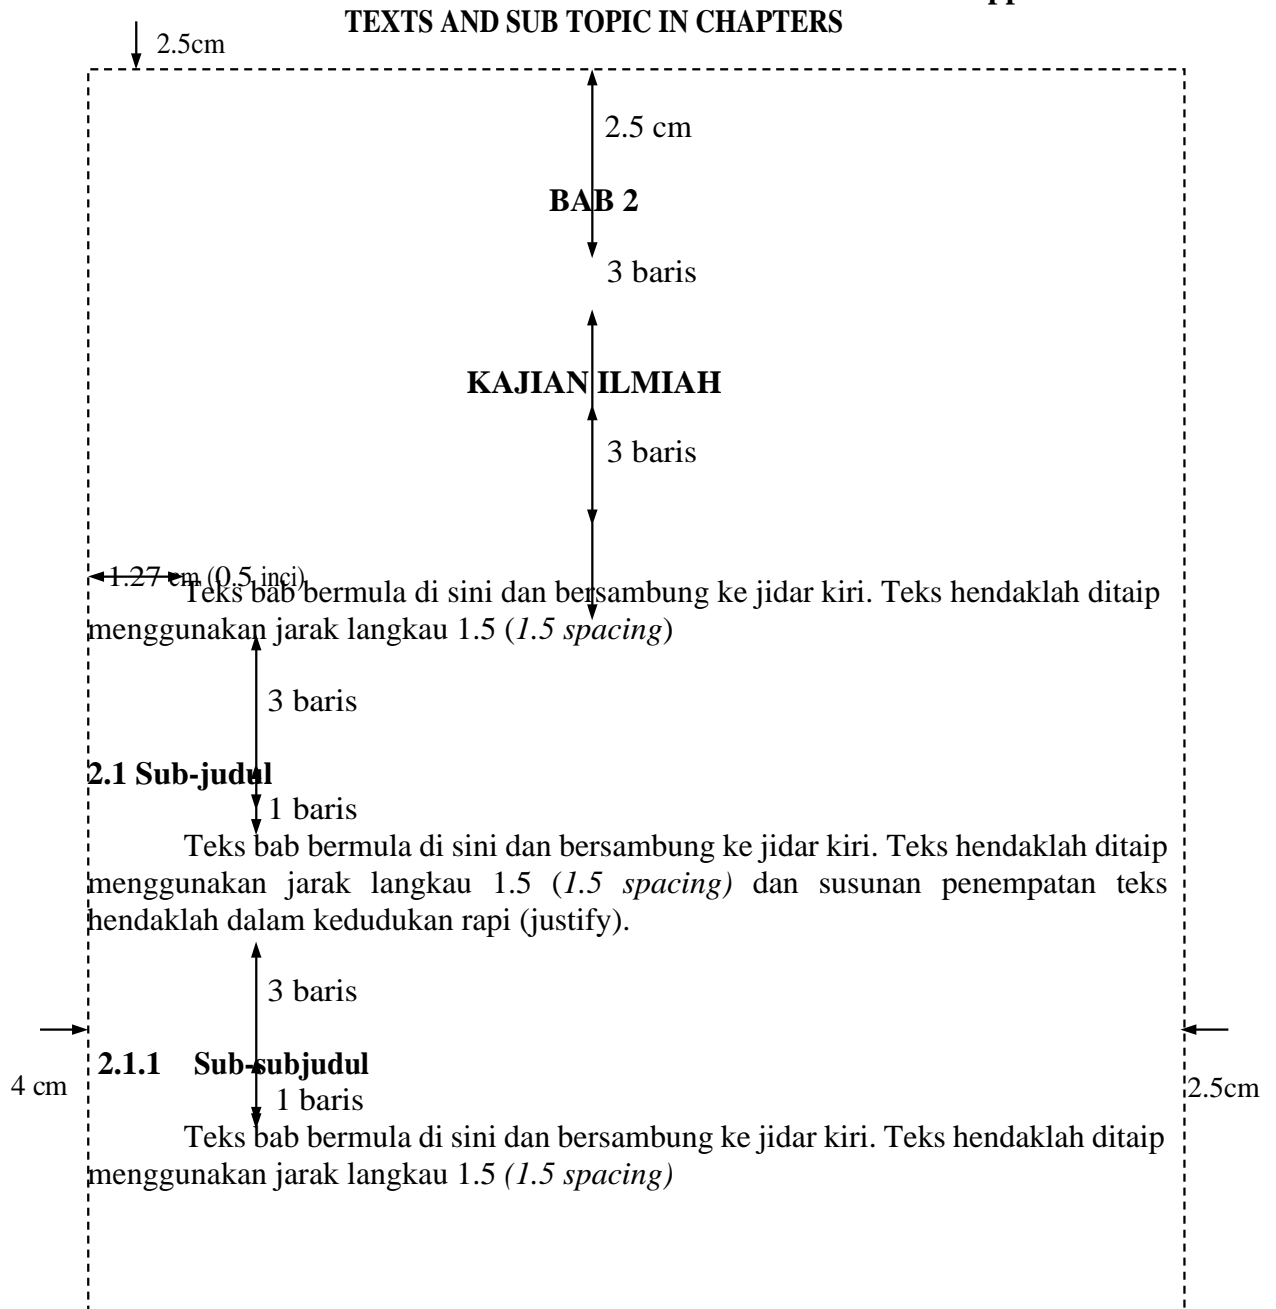 TEXTS AND SUB TOPIC IN CHAPTERS
2.5cm
2.5 cm
BAB 2
3 baris
KAJIAN ILMIAH
3 baris
1.27 cm (0.5 inci)
Teks bab bermula di sini dan bersambung ke jidar kiri. Teks hendaklah ditaip
menggunakan jarak langkau 1.5 (1.5 spacing)
3 baris
2.1 Sub-judul
1 baris
Teks bab bermula di sini dan bersambung ke jidar kiri. Teks hendaklah ditaip
menggunakan jarak langkau 1.5 (1.5 spacing) dan susunan penempatan teks
hendaklah dalam kedudukan rapi (justify).
3 baris
2.1.1 Sub-subjudul
4 cm
2.5cm
1 baris
Teks bab bermula di sini dan bersambung ke jidar kiri. Teks hendaklah ditaip
menggunakan jarak langkau 1.5 (1.5 spacing)